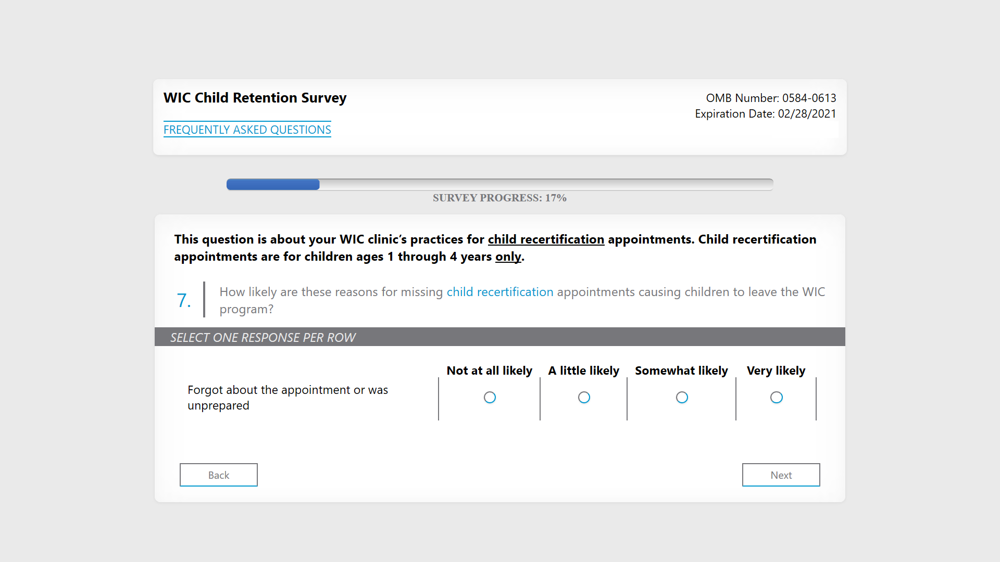 WIC Child Retention Survey
OMB Number: 0584-0613
Expiration Date: 02/28/2021
FREQUENTLY ASKED QUESTIONS
SURVEY PROGRESS: 17%
This question is about your WIC clinic’s practices for child recertification appointments. Child recertification
appointments are for children ages 1 through 4 years only.
7.
How likely are these reasons for missing child recertification appointments causing children to leave the WIC
program?
SELECT ONE RESPONSE PER ROW
Not at all likely A little likely Somewhat likely Very likely
Forgot about the appointment or was
unprepared
Back Next